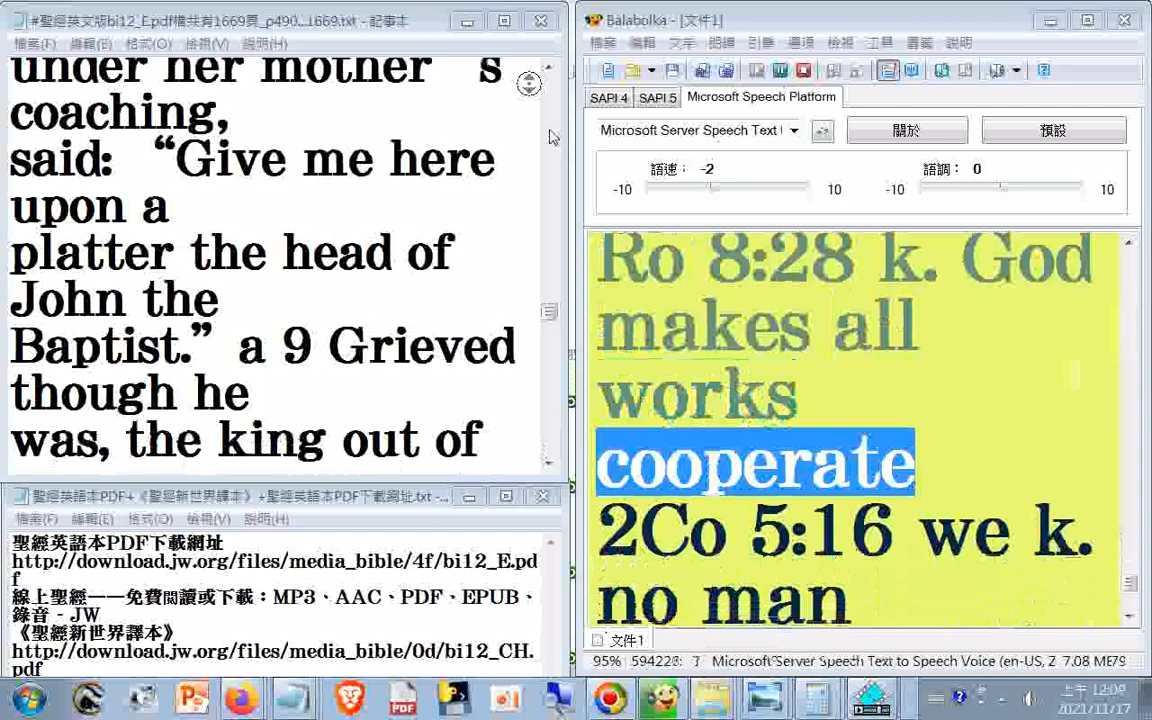 #聖經英文版bi12_E.pdf檔共有1669頁_p490...1669.txt - 記事本
檔案(F) 編輯(E) 格式(O) 檢視(V) 說明(H)
under her mother ’s
coaching,
said: “Give me here
upon a
platter the head of
John the
Baptist.” a 9 Grieved
though he
was, the king out of
聖經英語本PDF+《聖經新世界譯本》+聖經英語本PDF下載網址.txt -...
檔案(F) 編輯(E) 格式(O) 檢視(V) 說明(H)
聖經英語本PDF下載網址
http://download.jw.org/files/media_bible/4f/bi12_E.pd
f
線上聖經——免費閱讀或下載：MP3、AAC、PDF、EPUB、
錄音 - JW
《聖經新世界譯本》
http://download.jw.org/files/media_bible/0d/bi12_CH.
pdf
Balabolka - [文件1]
檔案 編輯 文字 朗讀 引擎 選項 檢視 工具 書籤 說明
SAPI 4 SAPI 5 Microsoft Speech Platform
Microsoft Server Speech Text 關於 預設
語速： -2 語調： 0
-10 10 -10 10
Ro 8:28 k. God
makes all
works
cooperate
2Co 5:16 we k.
no man
文件1
95% Microsoft Server Speech Text to Speech Voice (en-US, Z 7.08 ME
PDF
上午 12:09
2021/11/17